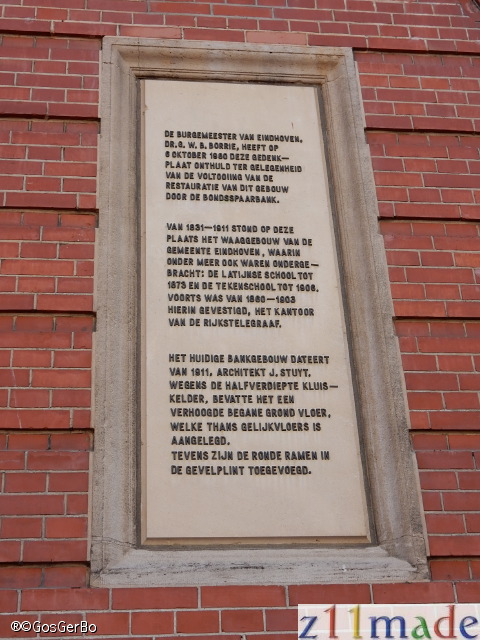 DE BURGEMEESTER VAN EINDHOVEN,
DR. G. W. B. BORRIE, HEEFT OP
6 OKTOBER 1980 DEZE GEDENK—
PLAAT ONTHULD TER GELEGENHEID
VAN DE VOLTOOIING VAN DE
RESTAURATIE VAN DIT GEBOUW
DOOR DE BONDSSPAARBANK.
VAN 1831—1911 STOND OP DEZE
PLAATS HET WAAGGEBOUW VAN DE
GEMEENTE EINDHOVEN, WAARIN
ONDER MEER OOK WAREN ONDERGE—
BRACHT: DE LATIJNSE SCHOOL TOT
1873 EN DE TEKENSCHOOL TOT 1906.
VOORTS WAS VAN 1860—1903
HIERIN GEVESTIGD, HET KANTOOR
VAN DE RIJKSTELEGRAAF.
HET HUIDIGE BANKGEBOUW DATEERT
VAN 1911. ARCHITEKT J. STUYT.
WEGENS DE HALFVERDIEPTE KLUIS—
KELDER, BEVATTE HET EEN
VERHOOGDE BEGANE GROND VLOER,
WELKE THANS GELIJKVLOERS IS
AANGELEGD.
TEVENS ZIJN DE RONDE RAMEN IN
DE GEVELPLINT TOEGEVOEGD.
®©GosGerBo
z11made